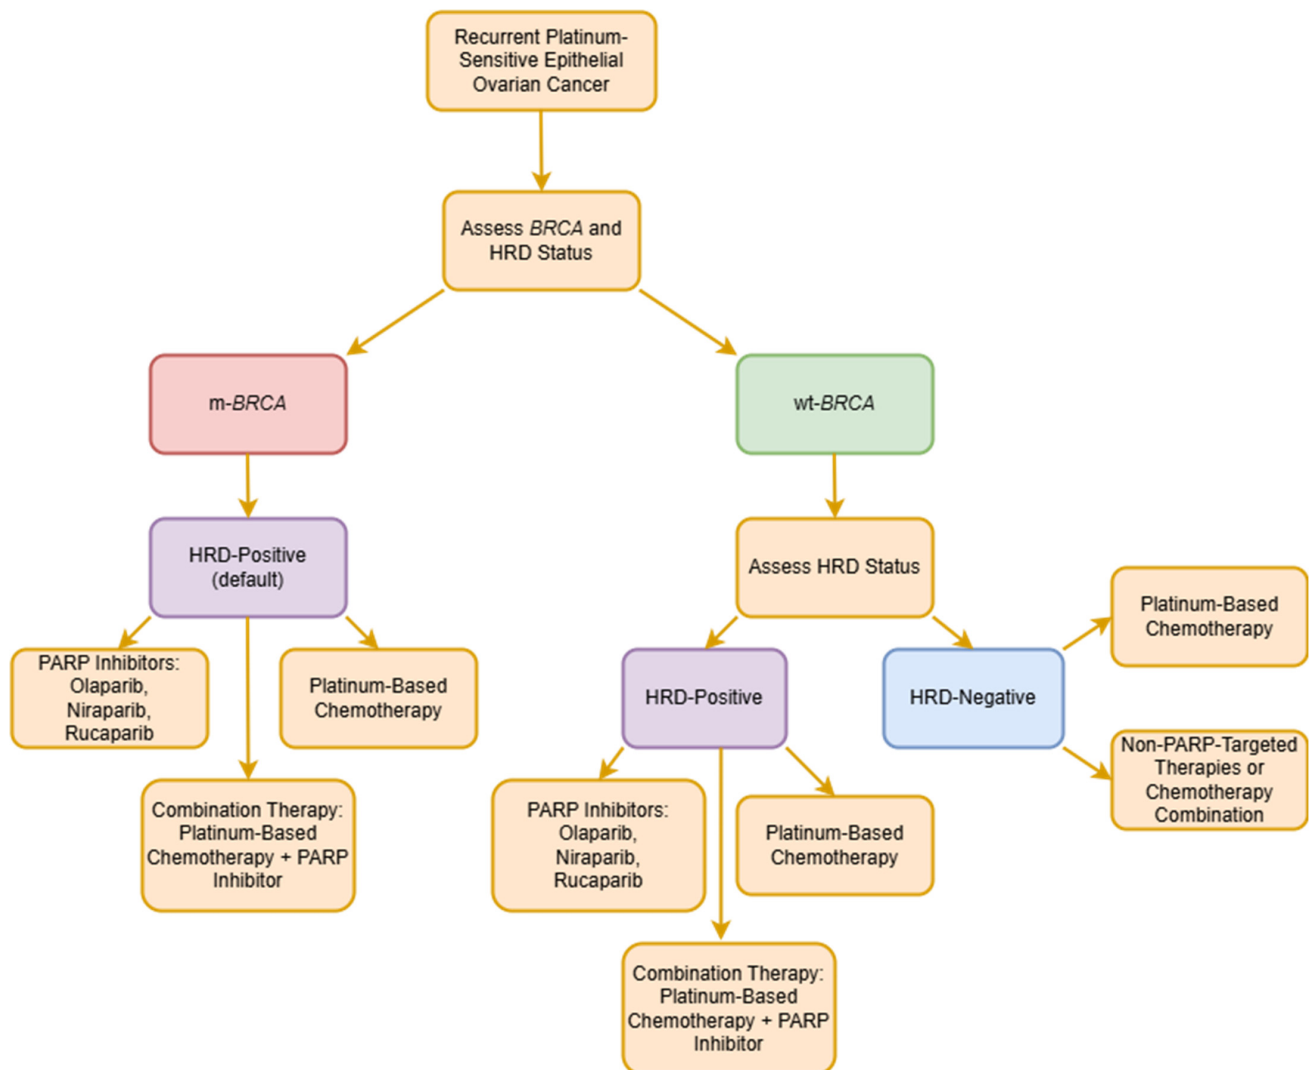 Recurrent Platinum-
Sensitive Epithelial
Ovarian Cancer
Assess BRCA and
HRD Status
m-BRCA
wt-BRCA
HRD-Positive
(default)
Assess HRD Status
PARP Inhibitors:
Olaparib,
Niraparib,
Rucaparib
Platinum-Based
Chemotherapy
Combination Therapy:
Platinum-Based
Chemotherapy + PARP
Inhibitor
HRD-Positive
HRD-Negative
Platinum-Based
Chemotherapy
Non-PARP-Targeted
Therapies or
Chemotherapy
Combination
PARP Inhibitors:
Olaparib,
Niraparib,
Rucaparib
Platinum-Based
Chemotherapy
Combination Therapy:
Platinum-Based
Chemotherapy + PARP
Inhibitor